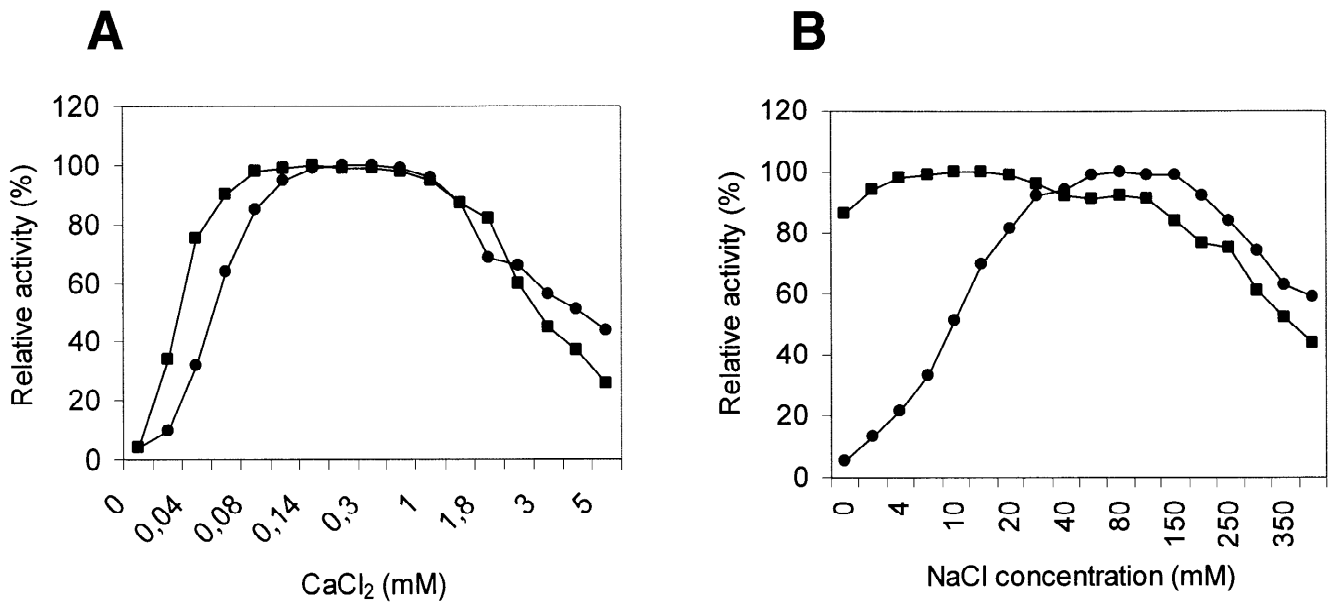 A
B
120
100
80
60
40
20
0
Relative activity (%)
0 0,04 0,08 0,14 0,3 1 1,8 3 5
CaCl₂ (mM)
120
100
80
60
40
20
0
Relative activity (%)
0 4 10 20 40 80 150 250 350
NaCl concentration (mM)